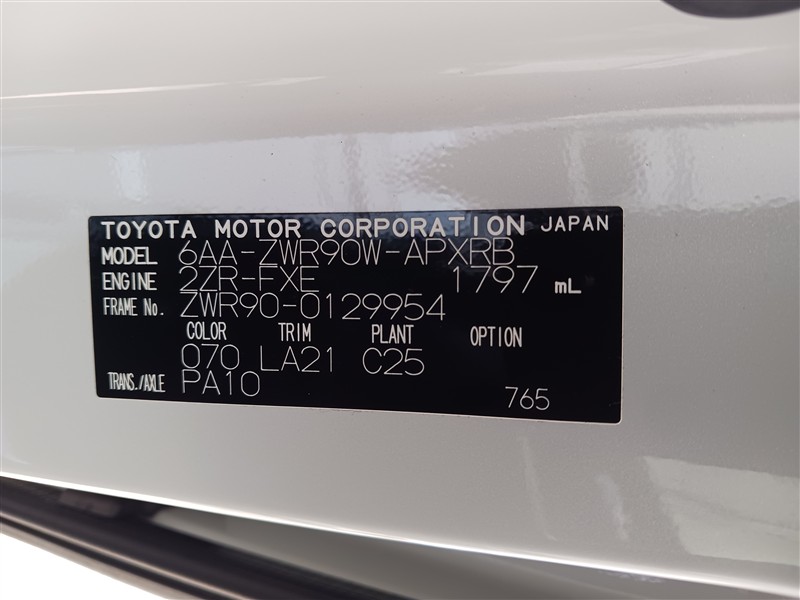 TOYOTA MOTOR CORPORATION JAPAN
MODEL 6AA-ZWR90W-APXRB
ENGINE 2ZR-FXE 1797 mL
FRAME No. ZWR90-0129954
COLOR TRIM PLANT OPTION
070 LA21 C25
TRANS./AXLE PA10
765